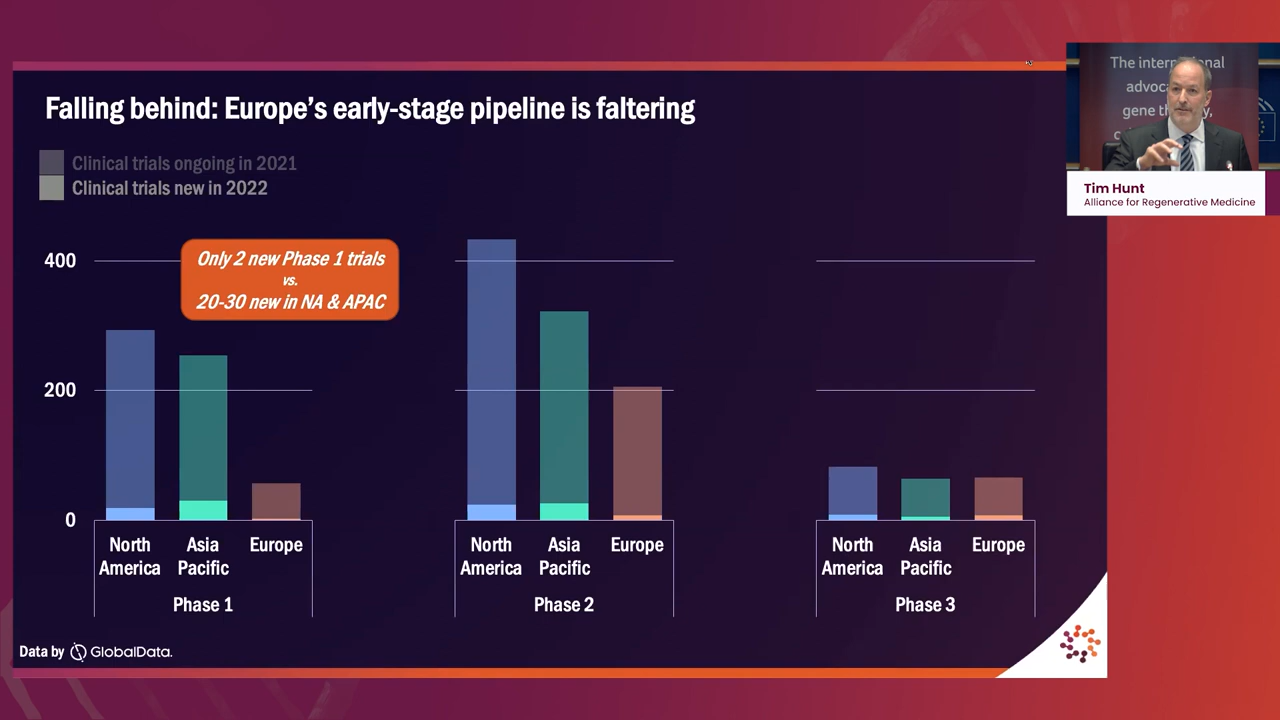 Falling behind: Europe's early-stage pipeline is faltering
Clinical trials ongoing in 2021
Clinical trials new in 2022
Only 2 new Phase 1 trials
vs.
20-30 new in NA & APAC
400
200
0
North America
Asia Pacific
Europe
Phase 1
North America
Asia Pacific
Europe
Phase 2
North America
Asia Pacific
Europe
Phase 3
Data by GlobalData.
The
advoca
gene
Tim Hunt
Alliance for Regenerative Medicine